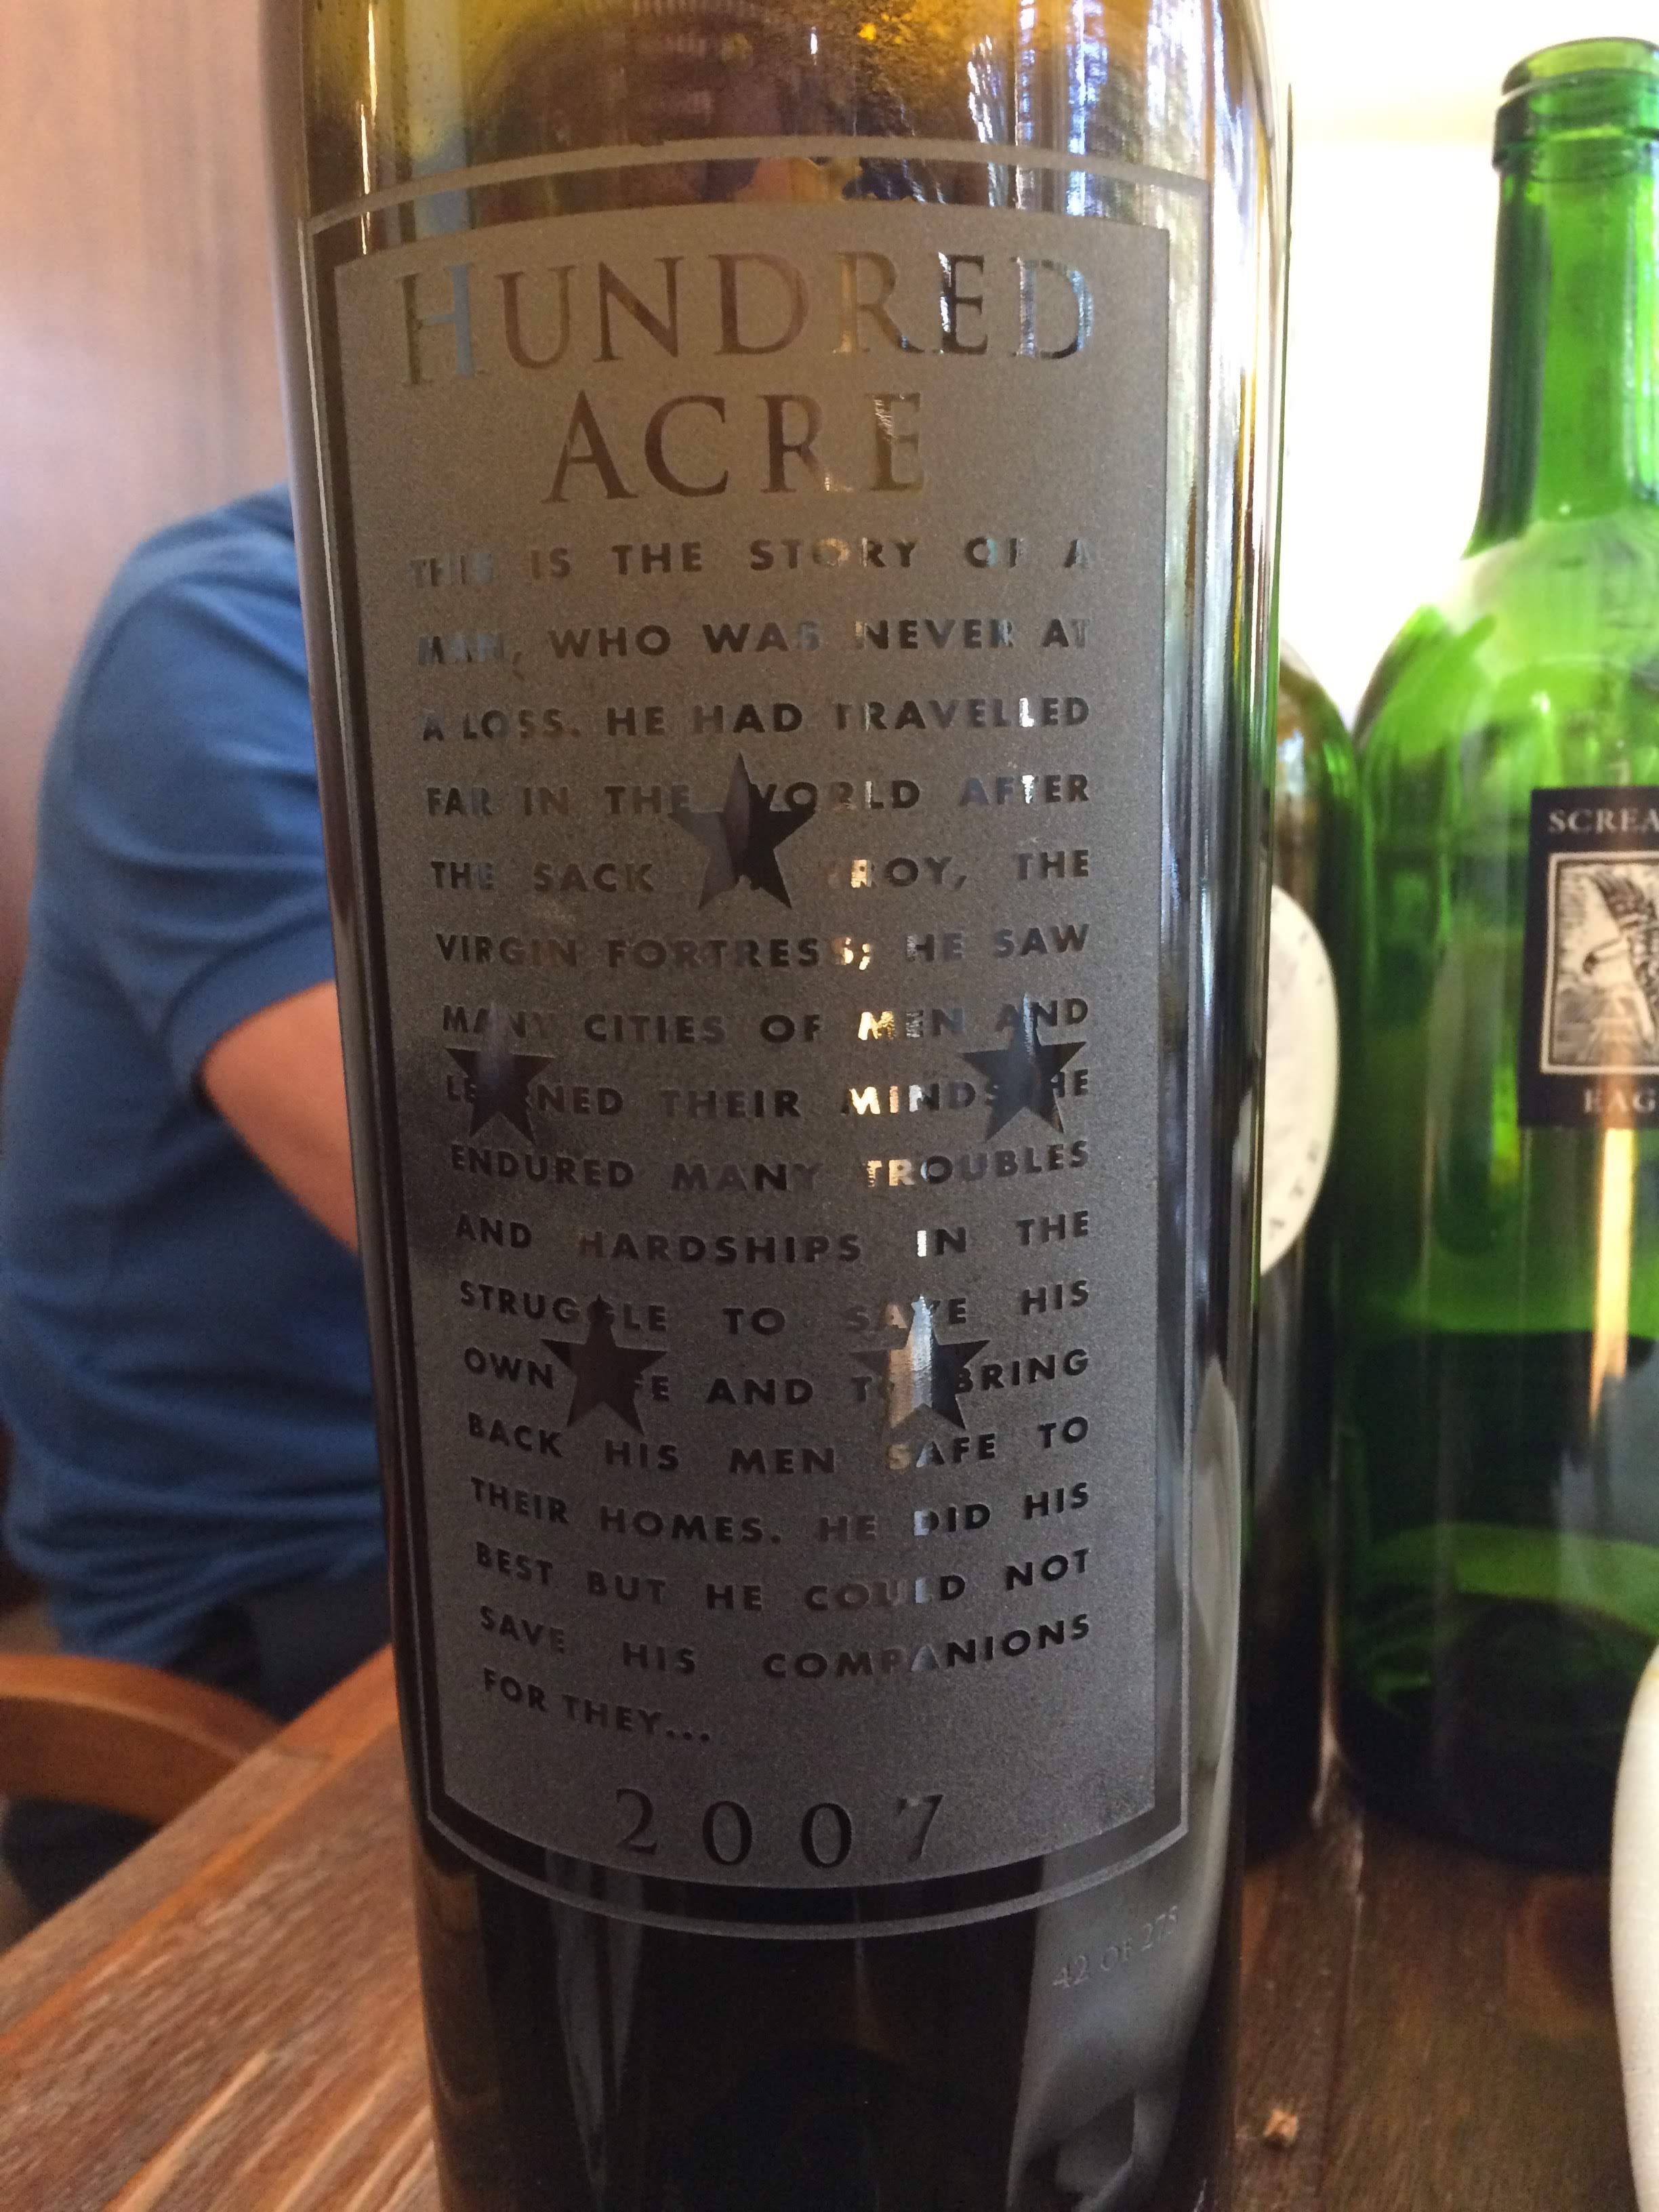 HUNDRED
ACRE
THIS IS THE STORY OF A
MAN, WHO WAS NEVER AT
A LOSS. HE HAD TRAVELLED
FAR IN THE WORLD AFTER
THE SACK TROY, THE
VIRGIN FORTRESS; HE SAW
MANY CITIES OF MEN AND
LEARNED THEIR MINDS HE
ENDURED MANY TROUBLES
AND HARDSHIPS IN THE
STRUGGLE TO SAVE HIS
OWN LIFE AND TO BRING
BACK HIS MEN SAFE TO
THEIR HOMES. HE DID HIS
BEST BUT HE COULD NOT
SAVE HIS COMPANIONS
FOR THEY...
2007
42 OF 275
SCREA
EAG